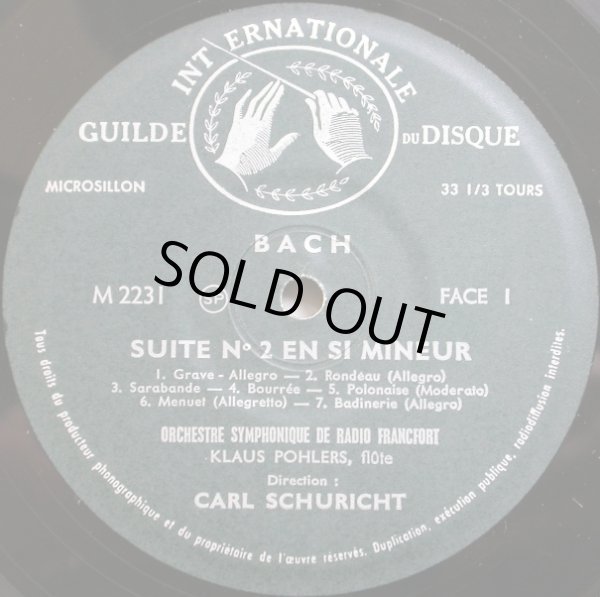 INTERNATIONALE
GUILDE DU DISQUE
MICROSILLON
33 1/3 TOURS
BACH
M 2231
SP
FACE 1
SOLD OUT
SUITE No 2 EN SI MINEUR
1. Grave - Allegro — 2. Rondeau (Allegro)
3. Sarabande — 4. Bourrée — 5. Polonaise (Moderato)
6. Menuet (Allegretto) — 7. Badinerie (Allegro)
ORCHESTRE SYMPHONIQUE DE RADIO FRANCFORT
KLAUS POHLERS, flûte
Direction :
CARL SCHURICHT
Tous droits du producteur phonographique et du propriétaire de l'œuvre réservés. Duplication, exécution publique, radiodiffusion interdites.